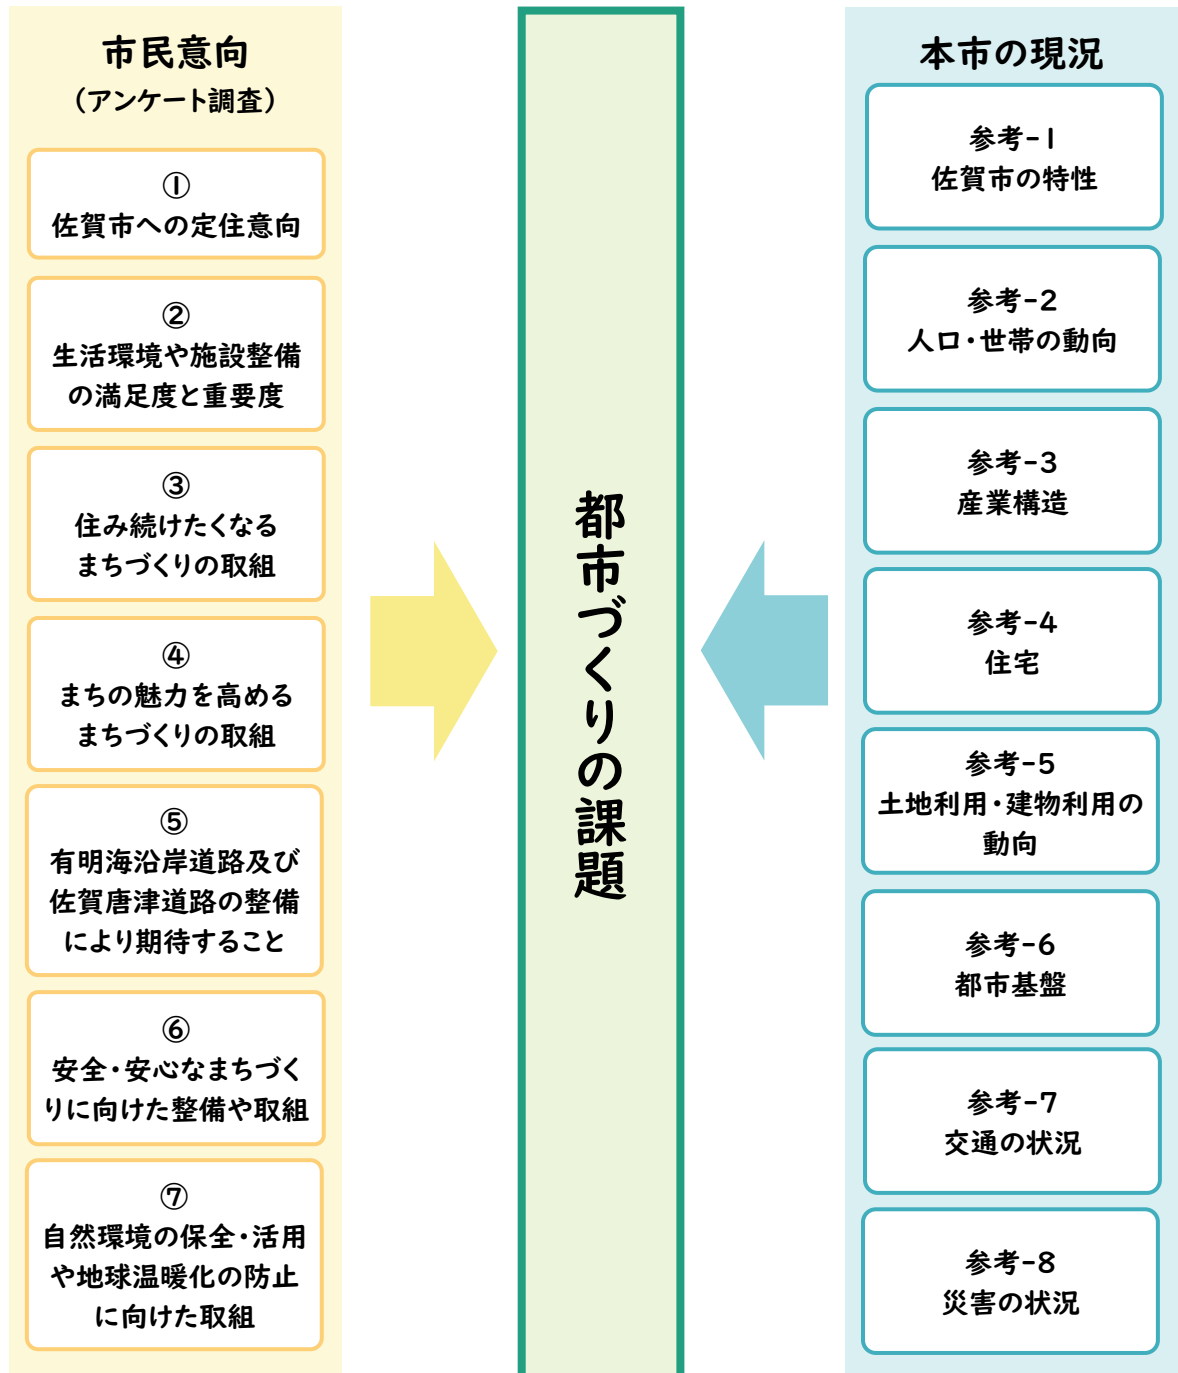 市民意向
（アンケート調査）
①
佐賀市への定住意向
②
生活環境や施設整備
の満足度と重要度
③
住み続けたくなる
まちづくりの取組
④
まちの魅力を高める
まちづくりの取組
⑤
有明海沿岸道路及び
佐賀唐津道路の整備
により期待すること
⑥
安全・安心なまちづく
りに向けた整備や取組
⑦
自然環境の保全・活用
や地球温暖化の防止
に向けた取組
都市づくりの課題
本市の現況
参考-1
佐賀市の特性
参考-2
人口・世帯の動向
参考-3
産業構造
参考-4
住宅
参考-5
土地利用・建物利用の
動向
参考-6
都市基盤
参考-7
交通の状況
参考-8
災害の状況